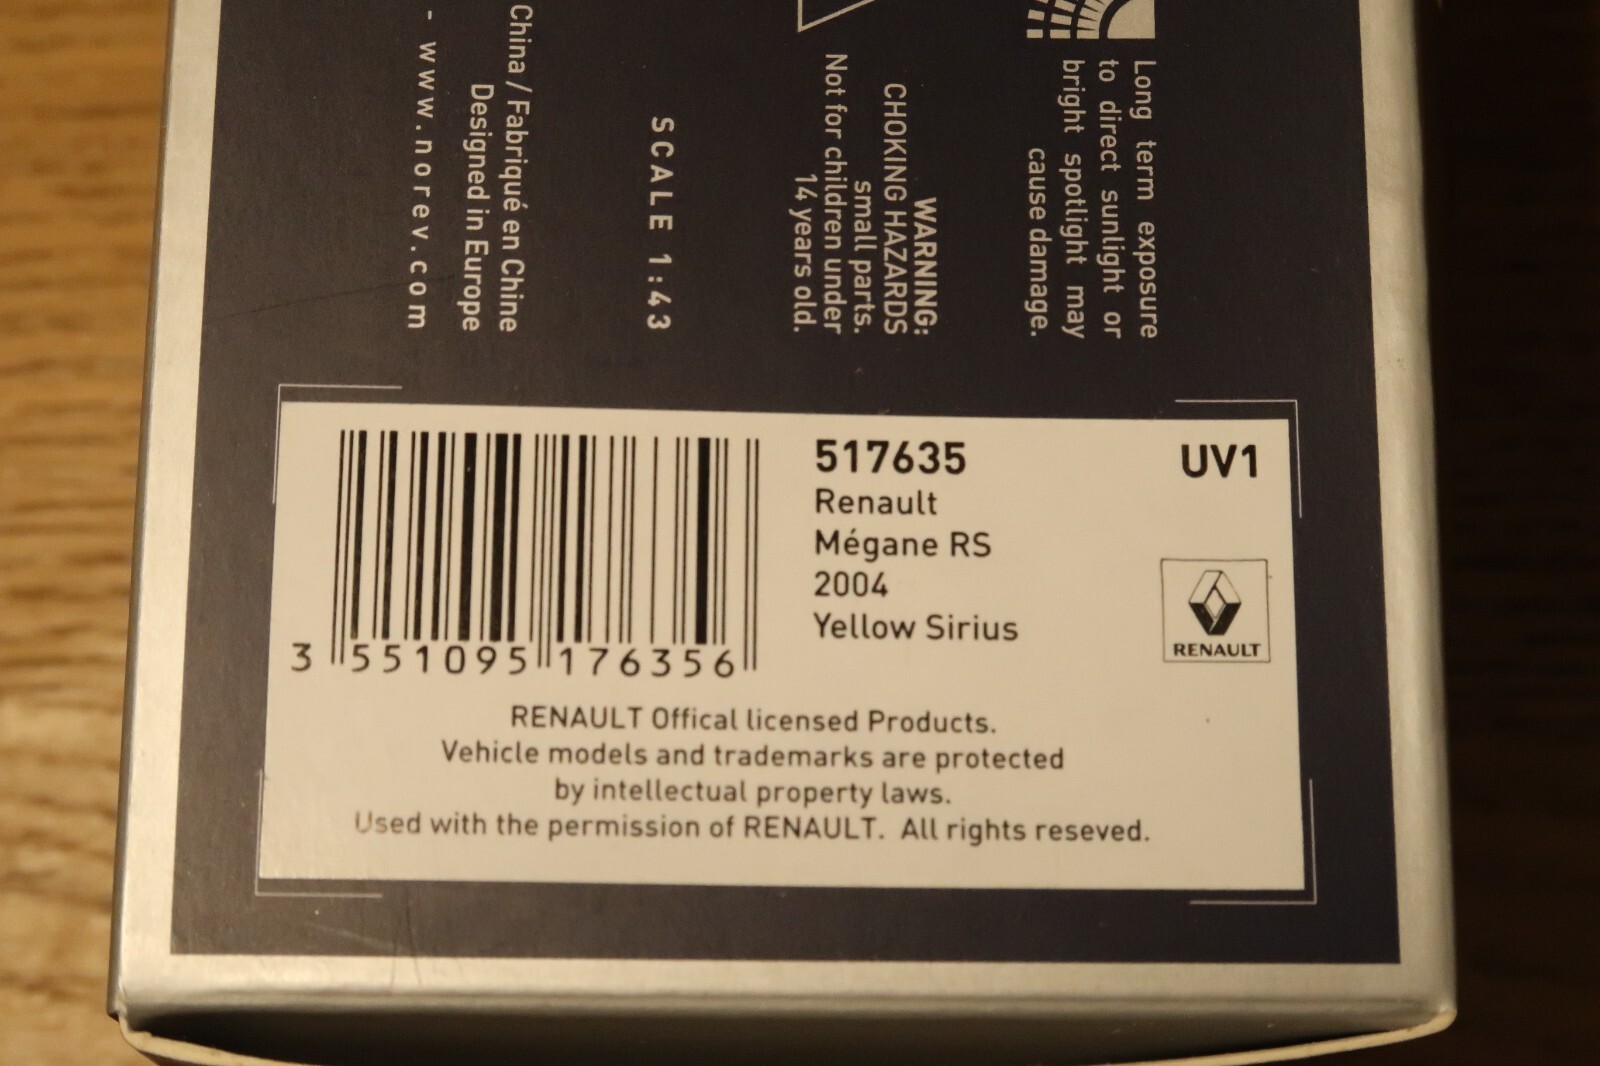 Long term exposure
to direct sunlight or
bright spotlight may
cause damage.
WARNING:
CHOKING HAZARDS
small parts.
Not for children under
14 years old.
SCALE 1:43
China / Fabriqué en Chine
Designed in Europe
- www.norev.com
517635
UV1
Renault
Mégane RS
2004
Yellow Sirius
RENAULT
3 551095 176356
RENAULT Offical licensed Products.
Vehicle models and trademarks are protected
by intellectual property laws.
Used with the permission of RENAULT. All rights reseved.